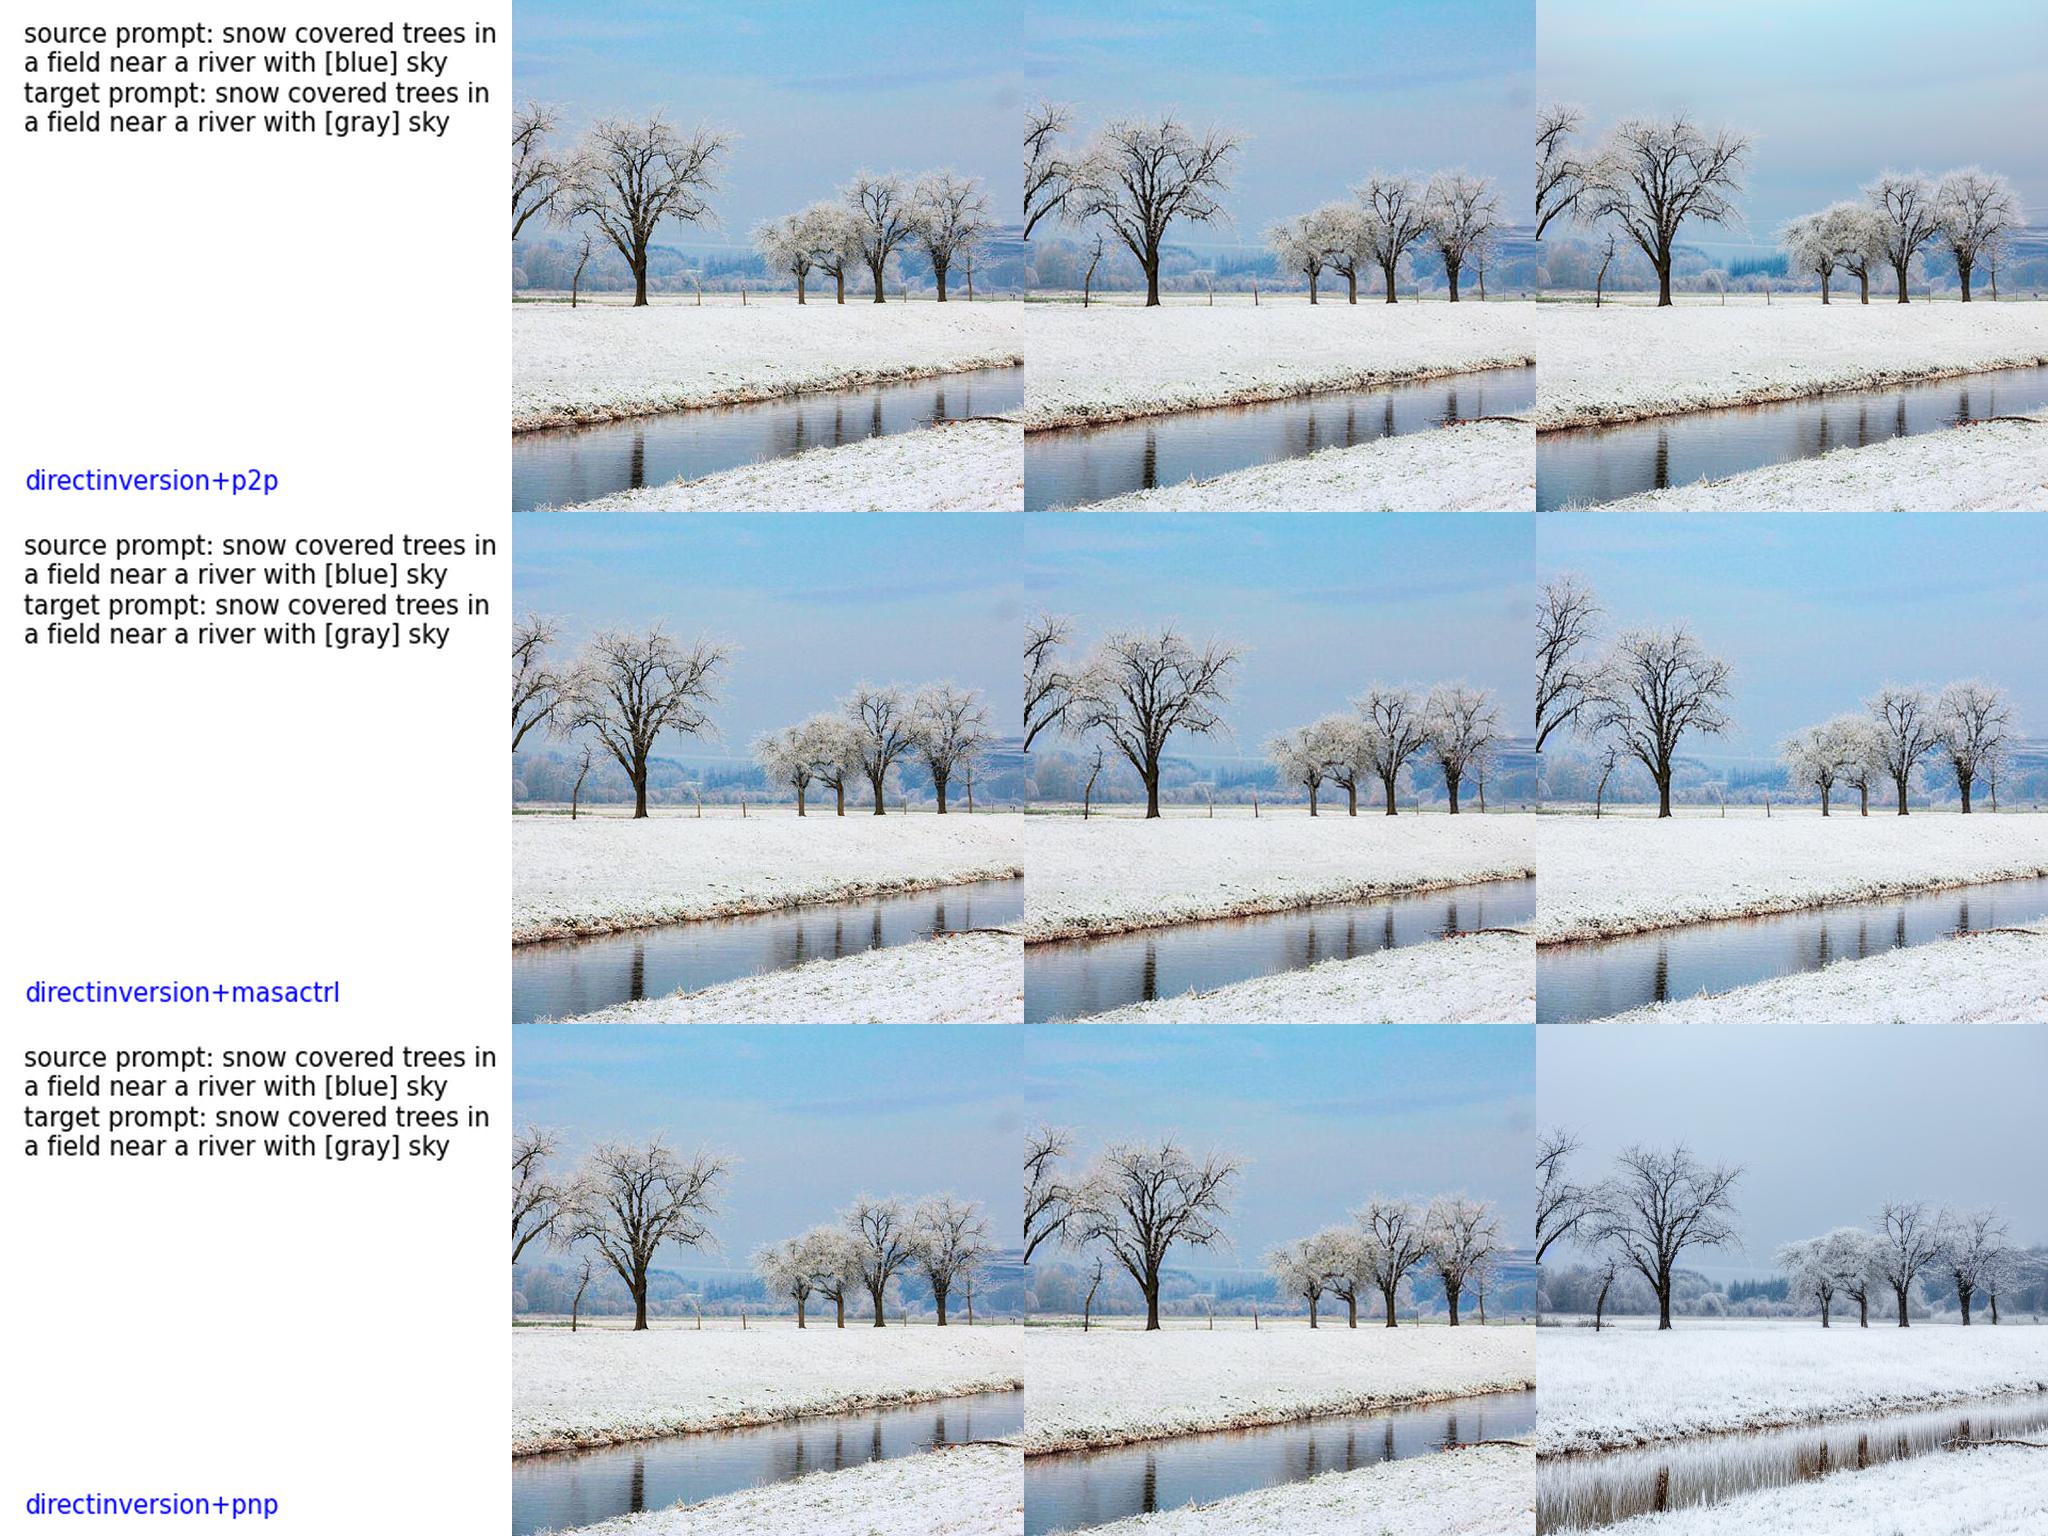 source prompt: snow covered trees in
a field near a river with [blue] sky
target prompt: snow covered trees in
a field near a river with [gray] sky
directinversion+p2p
source prompt: snow covered trees in
a field near a river with [blue] sky
target prompt: snow covered trees in
a field near a river with [gray] sky
directinversion+masactrl
source prompt: snow covered trees in
a field near a river with [blue] sky
target prompt: snow covered trees in
a field near a river with [gray] sky
directinversion+pnp